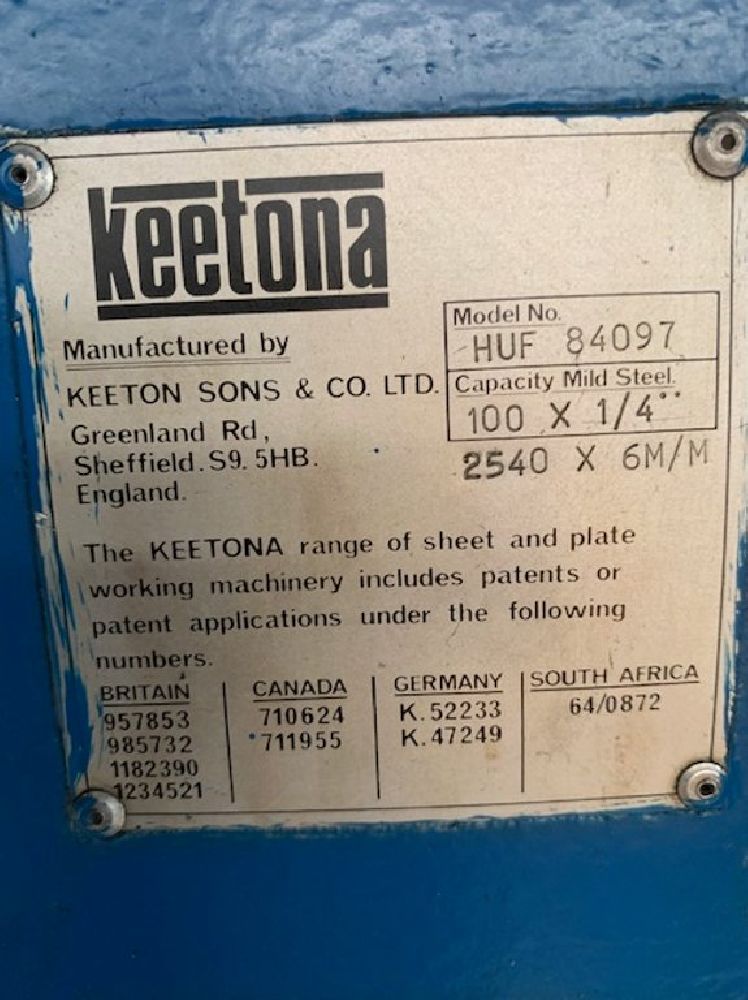 keetona
Manufactured by
KEETON SONS & CO. LTD.
Greenland Rd,
Sheffield. S9. 5HB.
England.
Model No.
HUF 84097
Capacity Mild Steel.
100 X 1/4"
2540 X 6M/M
The KEETONA range of sheet and plate
working machinery includes patents or
patent applications under the following
numbers.
BRITAIN
957853
985732
1182390
1234521
CANADA
710624
711955
GERMANY
K.52233
K.47249
SOUTH AFRICA
64/0872